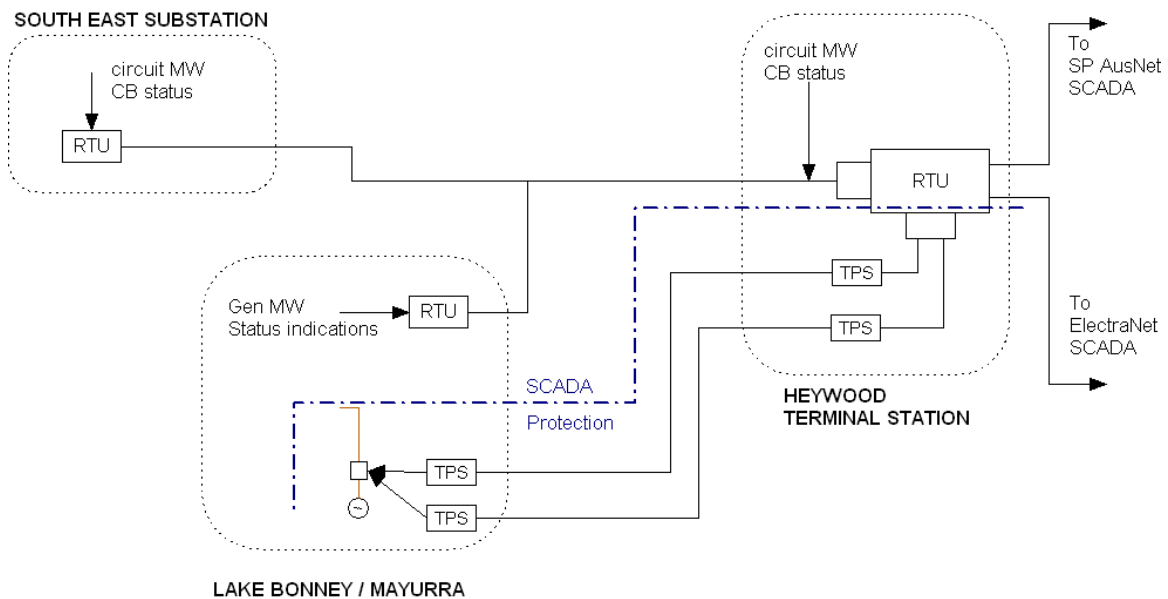 SOUTH EAST SUBSTATION
circuit MW
CB status
RTU
circuit MW
CB status
To
SP AusNet
SCADA
RTU
TPS
TPS
To
ElectraNet
SCADA
HEYWOOD
TERMINAL STATION
Gen MW
Status indications
RTU
SCADA
Protection
TPS
TPS
~
LAKE BONNEY / MAYURRA